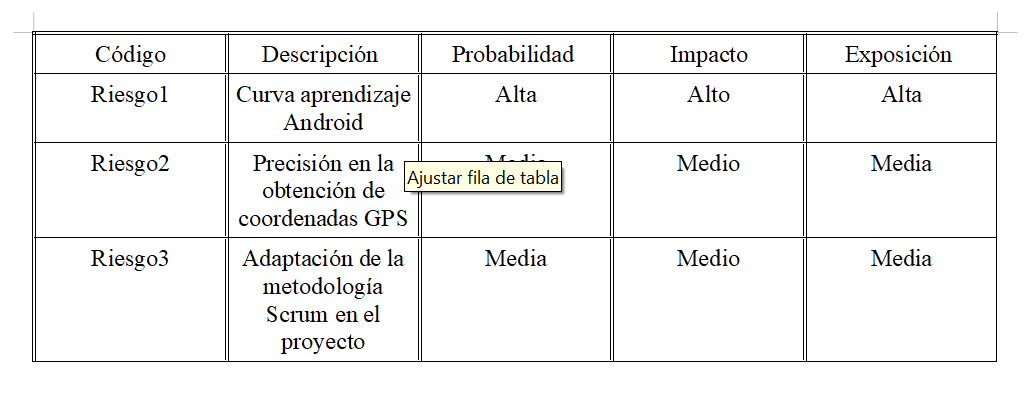 Código Descripción Probabilidad Impacto Exposición
Riesgo1 Curva aprendizaje Alta Alto Alta
Android
Riesgo2 Precisión en la Medio Media
obtención de
coordenadas GPS
Ajustar fila de tabla
Riesgo3 Adaptación de la Media Medio Media
metodología
Scrum en el
proyecto